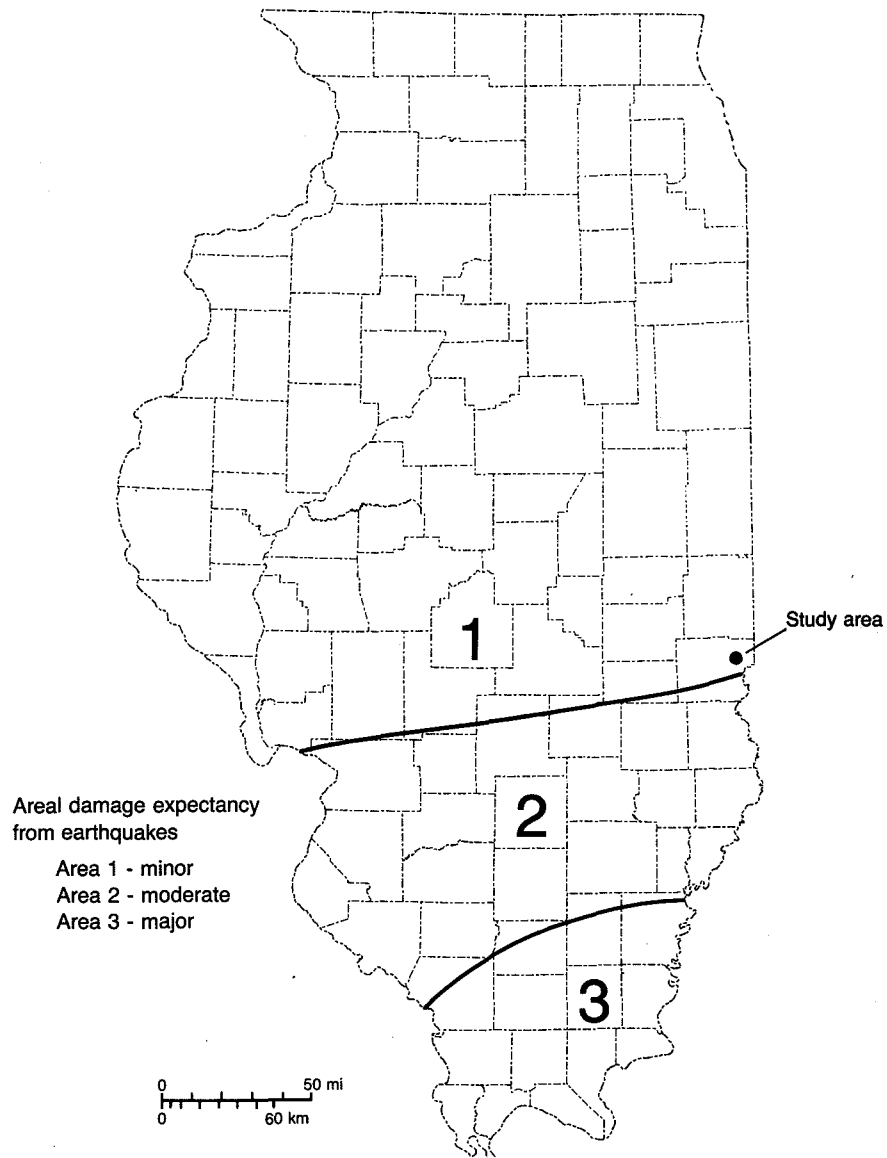 1
Study area
2
Areal damage expectancy
from earthquakes
Area 1 - minor
Area 2 - moderate
Area 3 - major
3
0 50 mi
0 60 km